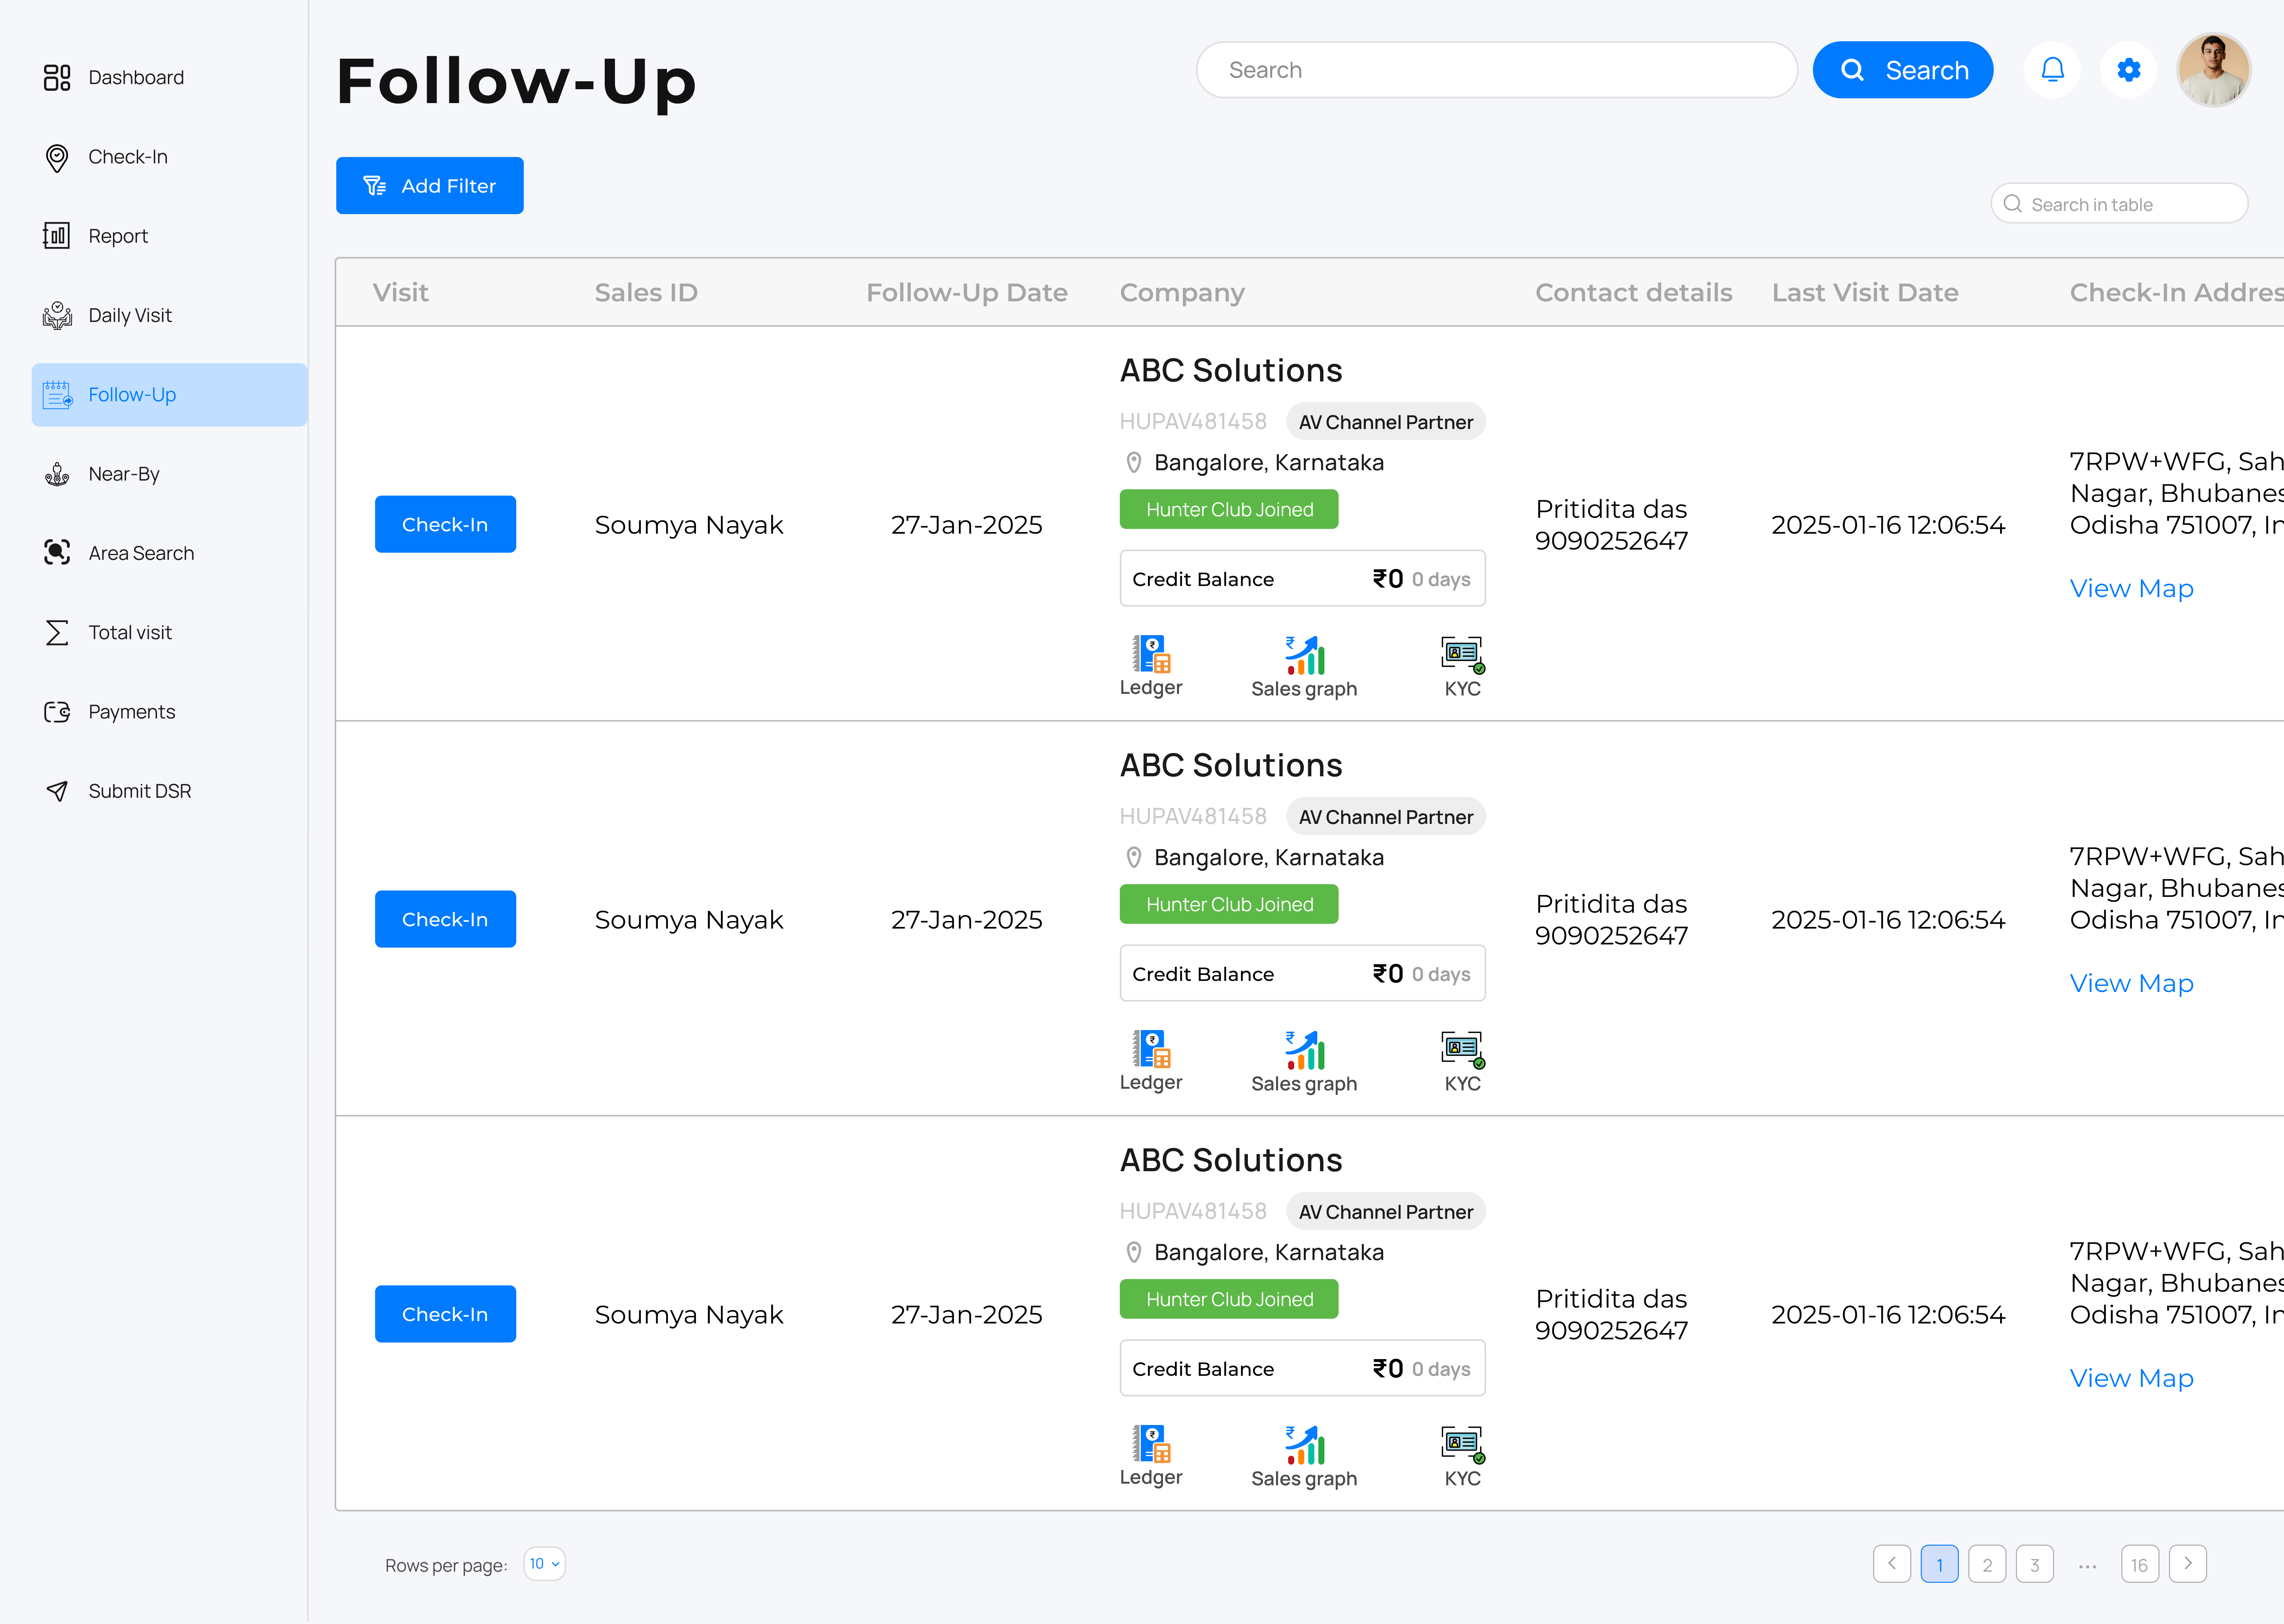 Dashboard
Check-In
Report
Daily Visit
Follow-Up
Near-By
Area Search
Total visit
Payments
Submit DSR
Follow-Up
Search
Search
Add Filter
Search in table
Visit Sales ID Follow-Up Date Company Contact details Last Visit Date Check-In Addres
ABC Solutions
HUPAV481458 AV Channel Partner
Bangalore, Karnataka
Hunter Club Joined
Credit Balance ₹0 0 days
Ledger Sales graph KYC
Check-In
Soumya Nayak
27-Jan-2025
Pritidita das
9090252647
2025-01-16 12:06:54
7RPW+WFG, Sah
Nagar, Bhubanes
Odisha 751007, In
View Map
ABC Solutions
HUPAV481458 AV Channel Partner
Bangalore, Karnataka
Hunter Club Joined
Credit Balance ₹0 0 days
Ledger Sales graph KYC
Check-In
Soumya Nayak
27-Jan-2025
Pritidita das
9090252647
2025-01-16 12:06:54
7RPW+WFG, Sah
Nagar, Bhubanes
Odisha 751007, In
View Map
ABC Solutions
HUPAV481458 AV Channel Partner
Bangalore, Karnataka
Hunter Club Joined
Credit Balance ₹0 0 days
Ledger Sales graph KYC
Check-In
Soumya Nayak
27-Jan-2025
Pritidita das
9090252647
2025-01-16 12:06:54
7RPW+WFG, Sah
Nagar, Bhubanes
Odisha 751007, In
View Map
Rows per page: 10
1 2 3 ... 16